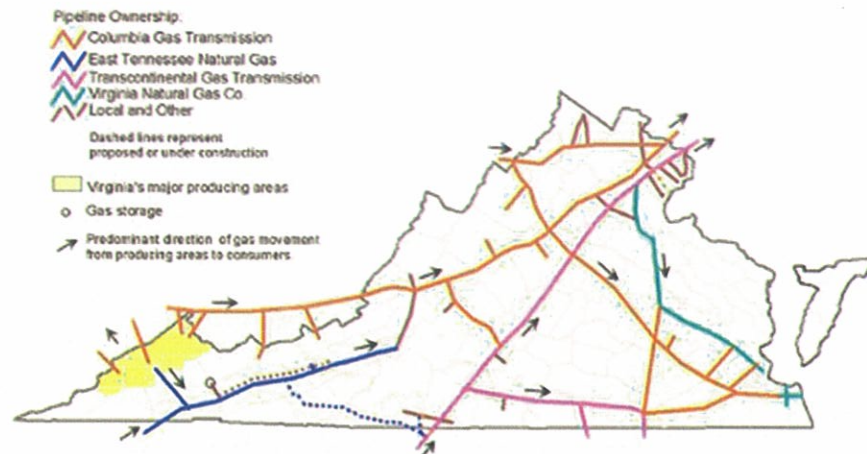 Pipeline Ownership:
Columbia Gas Transmission
East Tennessee Natural Gas
Transcontinental Gas Transmission
Virginia Natural Gas Co.
Local and Other
Dashed lines represent
proposed or under construction
Virginia's major producing areas
Gas storage
Predominant direction of gas movement
from producing areas to consumers